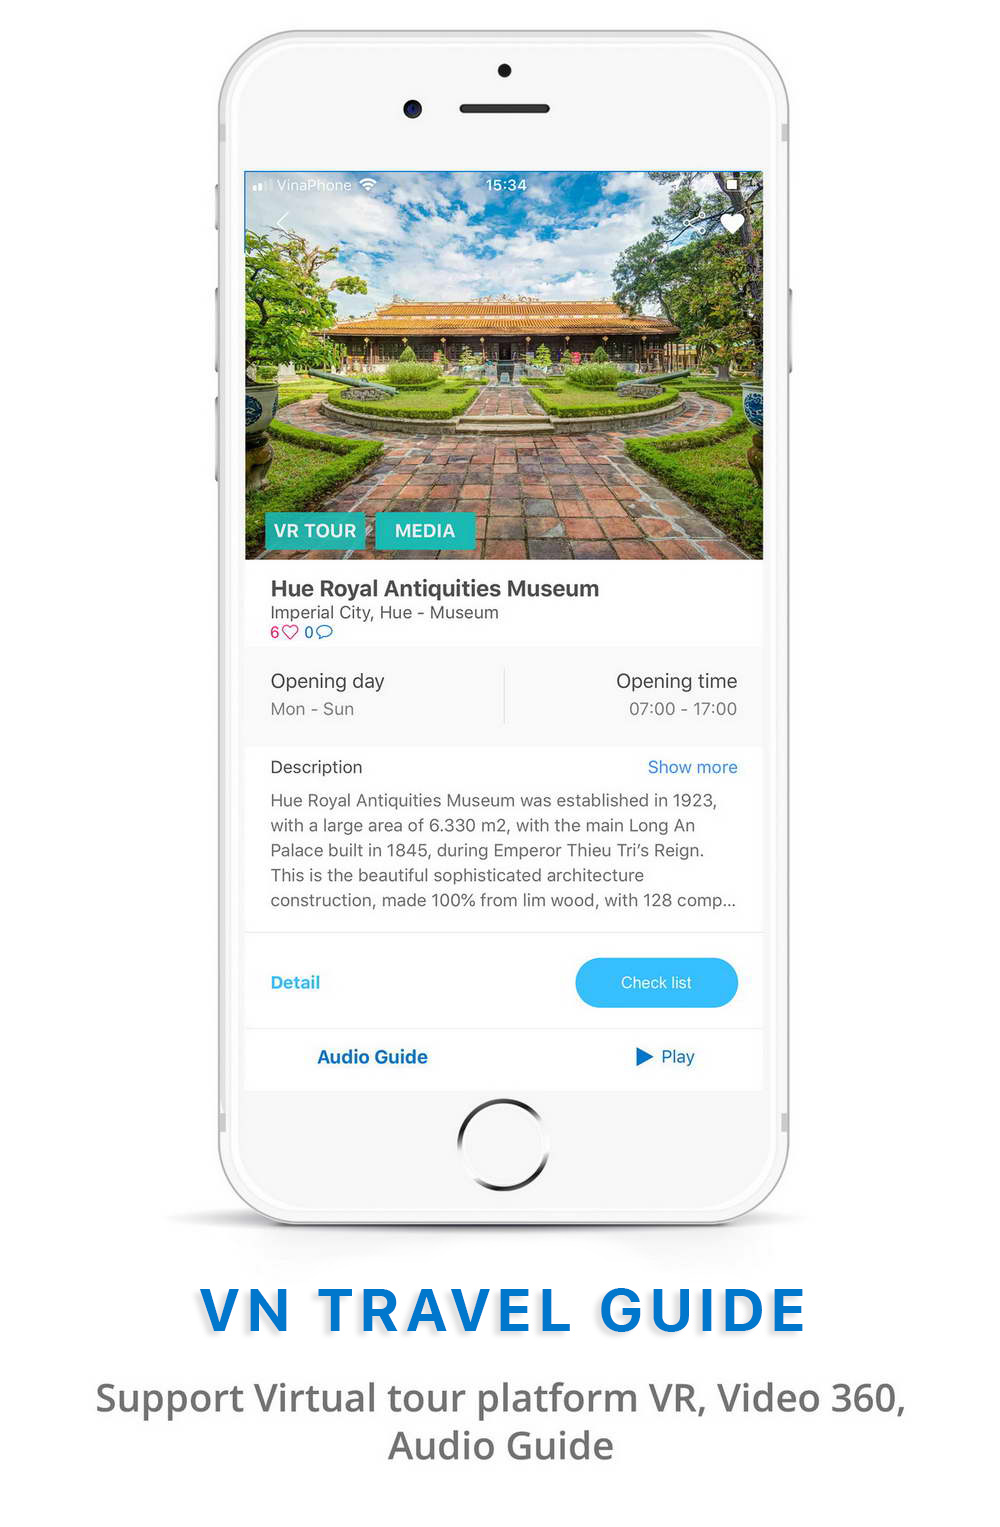 VinaPhone 15:34
VR TOUR MEDIA
Hue Royal Antiquities Museum
Imperial City, Hue - Museum
6 0
Opening day Opening time
Mon - Sun 07:00 - 17:00
Description Show more
Hue Royal Antiquities Museum was established in 1923,
with a large area of 6.330 m2, with the main Long An
Palace built in 1845, during Emperor Thieu Tri's Reign.
This is the beautiful sophisticated architecture
construction, made 100% from lim wood, with 128 comp...
Detail Check list
Audio Guide Play
VN TRAVEL GUIDE
Support Virtual tour platform VR, Video 360,
Audio Guide